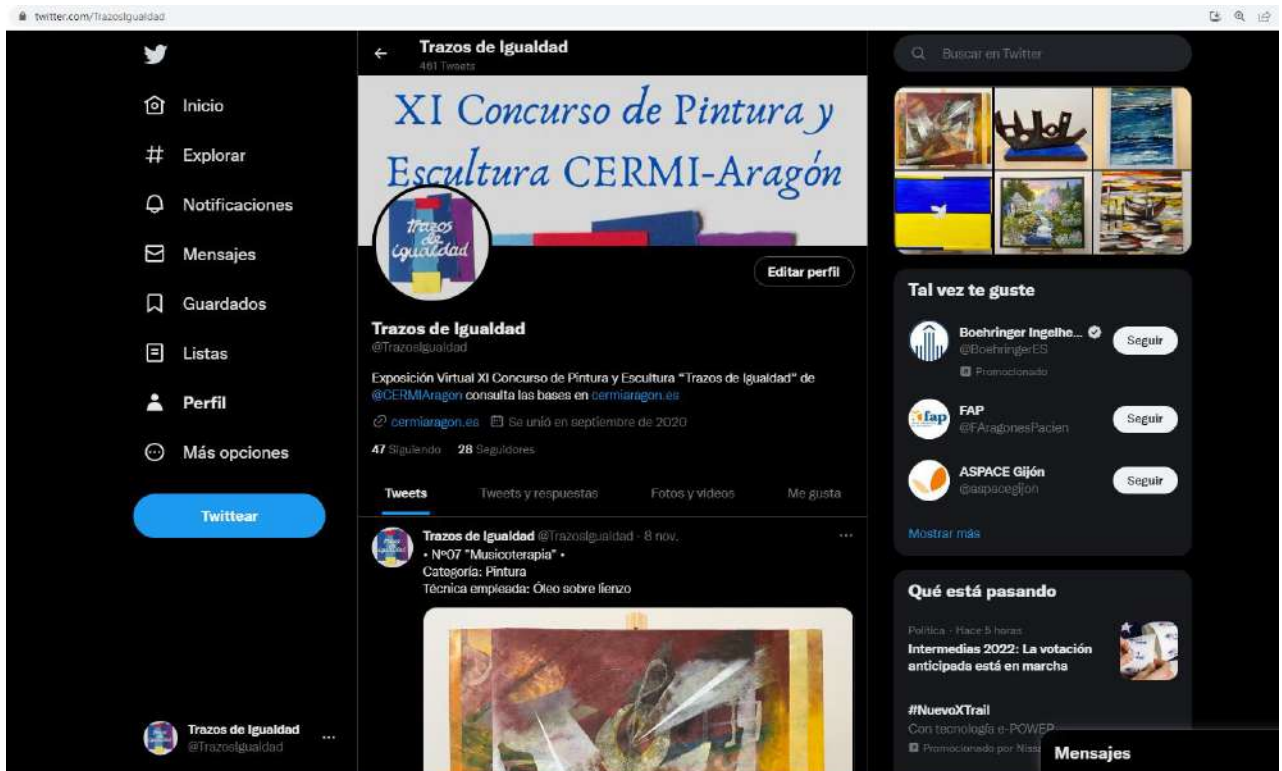 twitter.com/TrazosIgualdad
Inicio
Explorar
Notificaciones
Mensajes
Guardados
Listas
Perfil
Más opciones
Twittear
Trazos de Igualdad
@TrazosIgualdad
Trazos de Igualdad
461 Tweets
XI Concurso de Pintura y
Escultura CERMI-Aragón
trazos
de
igualdad
Editar perfil
Trazos de Igualdad
@TrazosIgualdad
Exposición Virtual XI Concurso de Pintura y Escultura "Trazos de Igualdad" de
@CERMIAragon consulta las bases en cermiaragon.es
cermiaragon.es Se unió en septiembre de 2020
47 Siguiendo 28 Seguidores
Tweets Tweets y respuestas Fotos y vídeos Me gusta
Trazos de Igualdad @TrazosIgualdad · 8 nov.
• Nº07 "Musicoterapia" •
Categoría: Pintura
Técnica empleada: Óleo sobre lienzo
Buscar en Twitter
Tal vez te guste
Boehringer Ingelhe...
@BoehringerES
Promocionado
Seguir
fap
FAP
@FAragonesPacien
Seguir
ASPACE Gijón
@aspacegijon
Seguir
Mostrar más
Qué está pasando
Política · Hace 5 horas
Intermedias 2022: La votación
anticipada está en marcha
#NuevoXTrail
Con tecnología e-POWER
Promocionado por
Mensajes